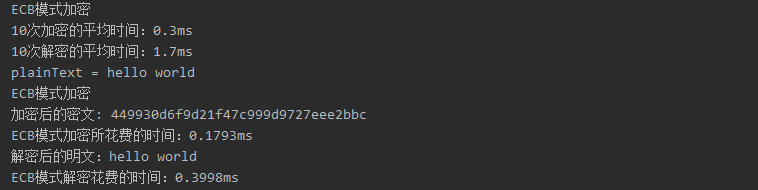 ECB模式加密
10次加密的平均时间：0.3ms
10次解密的平均时间：1.7ms
plainText = hello world
ECB模式加密
加密后的密文：449930d6f9d21f47c999d9727eee2bbc
ECB模式加密所花费的时间：0.1793ms
解密后的明文：hello world
ECB模式解密花费的时间：0.3998ms